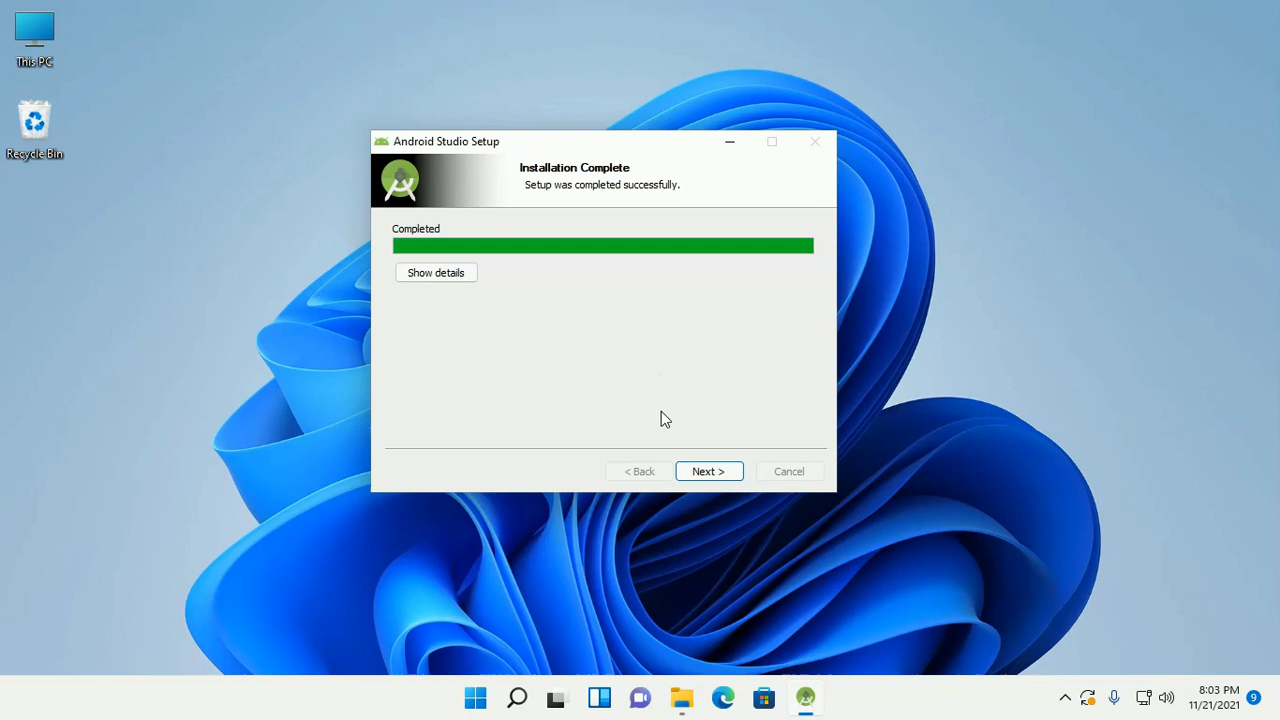 This PC
Recycle Bin
Android Studio Setup
Installation Complete
Setup was completed successfully.
Completed
Show details
< Back
Next >
Cancel
8:03 PM
11/21/2021
9